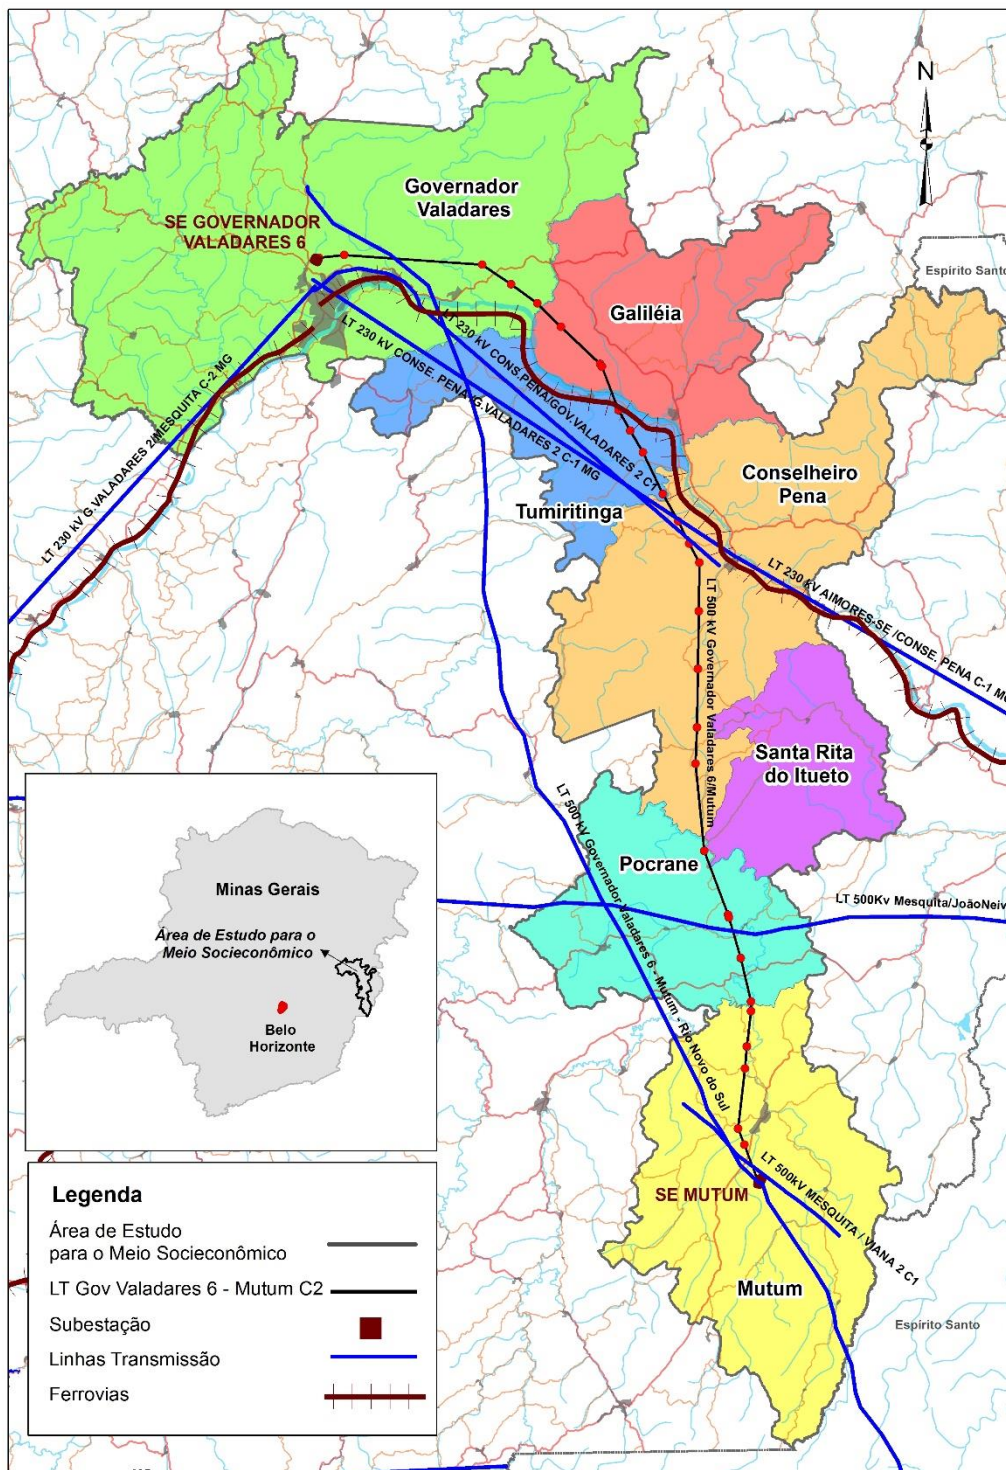 N
Governador
Valadares
SE GOVERNADOR
VALADARES 6
Espírito Santo
Galiléia
LT 230 kV CONS.PENA/GOV.VALADARES 2 C1
LT 230 kV CONSE. PENA /G.VALADARES 2 C-1 MG
LT 230 kV G.VALADARES 2/MESQUITA C-2 MG
Conselheiro
Pena
Tumiritinga
LT 230 kV AIMORES-SE /CONSE. PENA C-1 MG
LT 500 kV Governador Valadares 6/Mutum
Santa Rita
do Itueto
LT 500 kV Governador Valadares 6 - Mutum - Rio Novo do Sul
Pocrane
LT 500Kv Mesquita/JoãoNeiv
Minas Gerais
Área de Estudo para o
Meio Socieconômico
Belo
Horizonte
LT 500kV MESQUITA / VIANA 2 C1
SE MUTUM
Mutum
Espírito Santo
Legenda
Área de Estudo
para o Meio Socieconômico
LT Gov Valadares 6 - Mutum C2
Subestação
Linhas Transmissão
Ferrovias